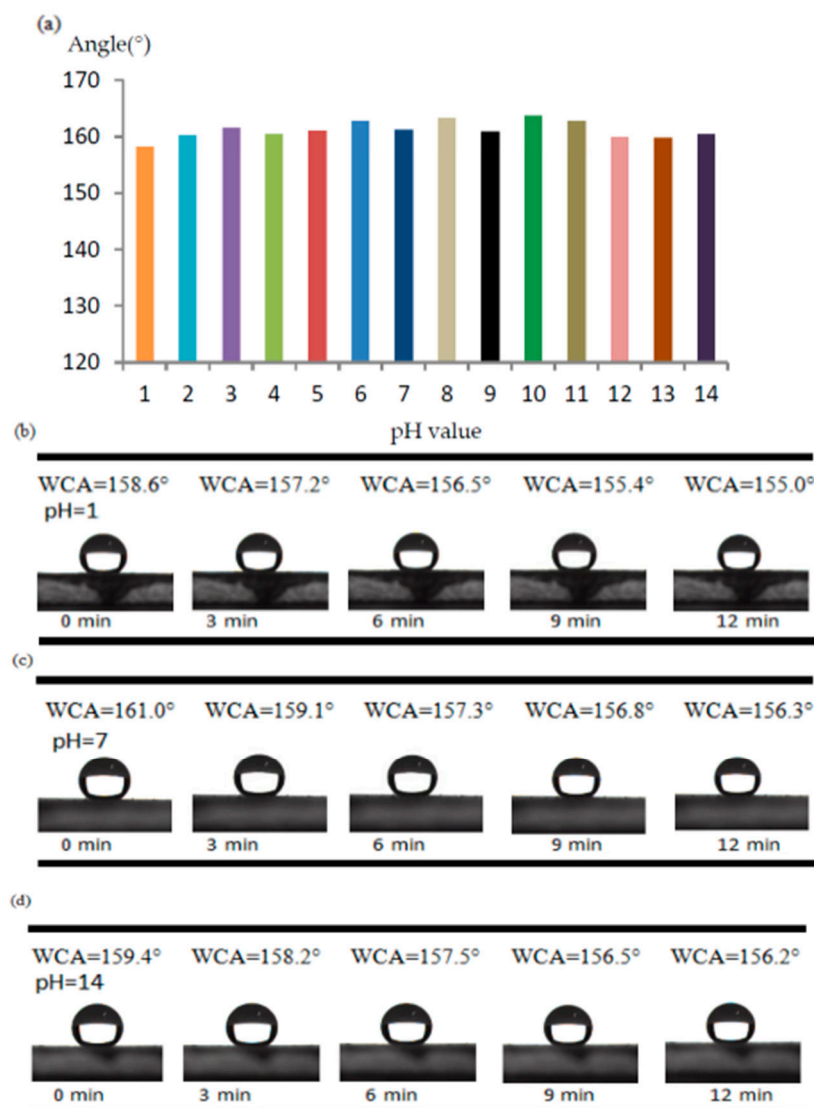 (a)
Angle(°)
170
160
150
140
130
120
1 2 3 4 5 6 7 8 9 10 11 12 13 14
pH value
(b)
WCA=158.6° WCA=157.2° WCA=156.5° WCA=155.4° WCA=155.0°
pH=1
0 min 3 min 6 min 9 min 12 min
(c)
WCA=161.0° WCA=159.1° WCA=157.3° WCA=156.8° WCA=156.3°
pH=7
0 min 3 min 6 min 9 min 12 min
(d)
WCA=159.4° WCA=158.2° WCA=157.5° WCA=156.5° WCA=156.2°
pH=14
0 min 3 min 6 min 9 min 12 min